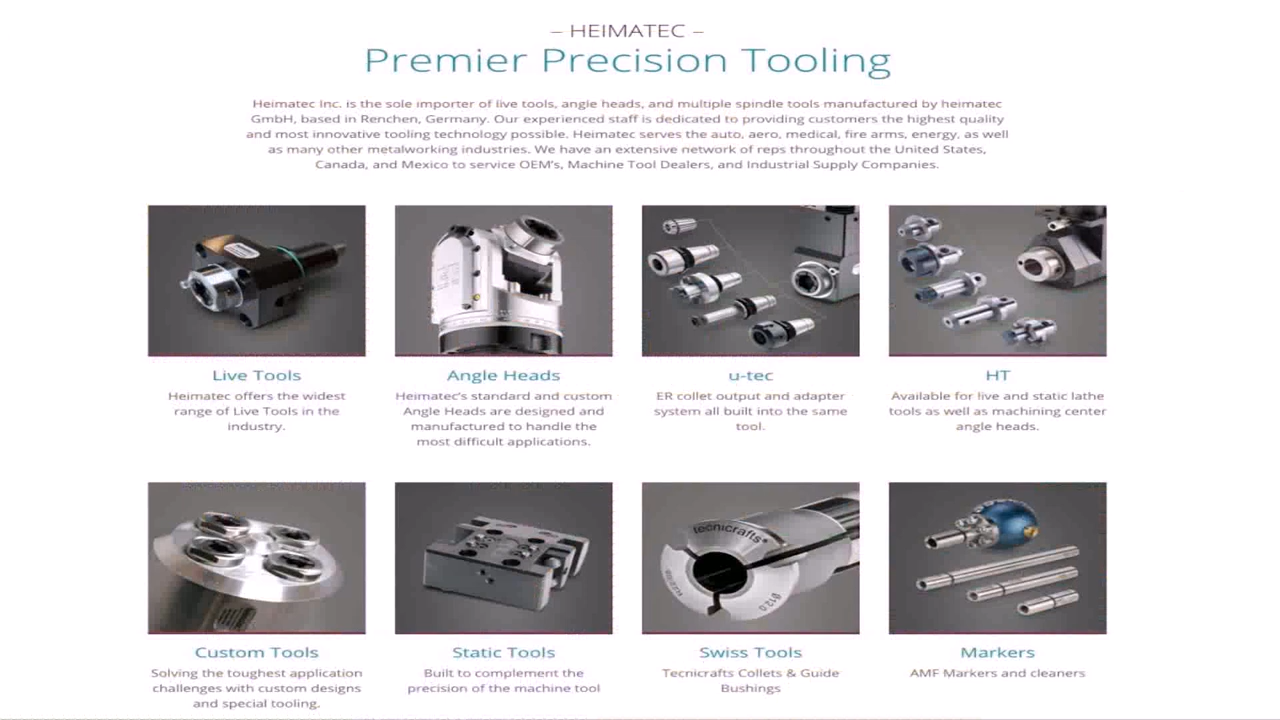 – HEIMATEC –
Premier Precision Tooling
Heimatec Inc. is the sole importer of live tools, angle heads, and multiple spindle tools manufactured by heimatec
GmbH, based in Renchen, Germany. Our experienced staff is dedicated to providing customers the highest quality
and most innovative tooling technology possible. Heimatec serves the auto, aero, medical, fire arms, energy, as well
as many other metalworking industries. We have an extensive network of reps throughout the United States,
Canada, and Mexico to service OEM's, Machine Tool Dealers, and Industrial Supply Companies.
Live Tools
Heimatec offers the widest
range of Live Tools in the
industry.
Angle Heads
Heimatec's standard and custom
Angle Heads are designed and
manufactured to handle the
most difficult applications.
u-tec
ER collet output and adapter
system all built into the same
tool.
HT
Available for live and static lathe
tools as well as machining center
angle heads.
tecnicrafts
Ø12.0
Custom Tools
Solving the toughest application
challenges with custom designs
and special tooling.
Static Tools
Built to complement the
precision of the machine tool
Swiss Tools
Tecnicrafts Collets & Guide
Bushings
Markers
AMF Markers and cleaners